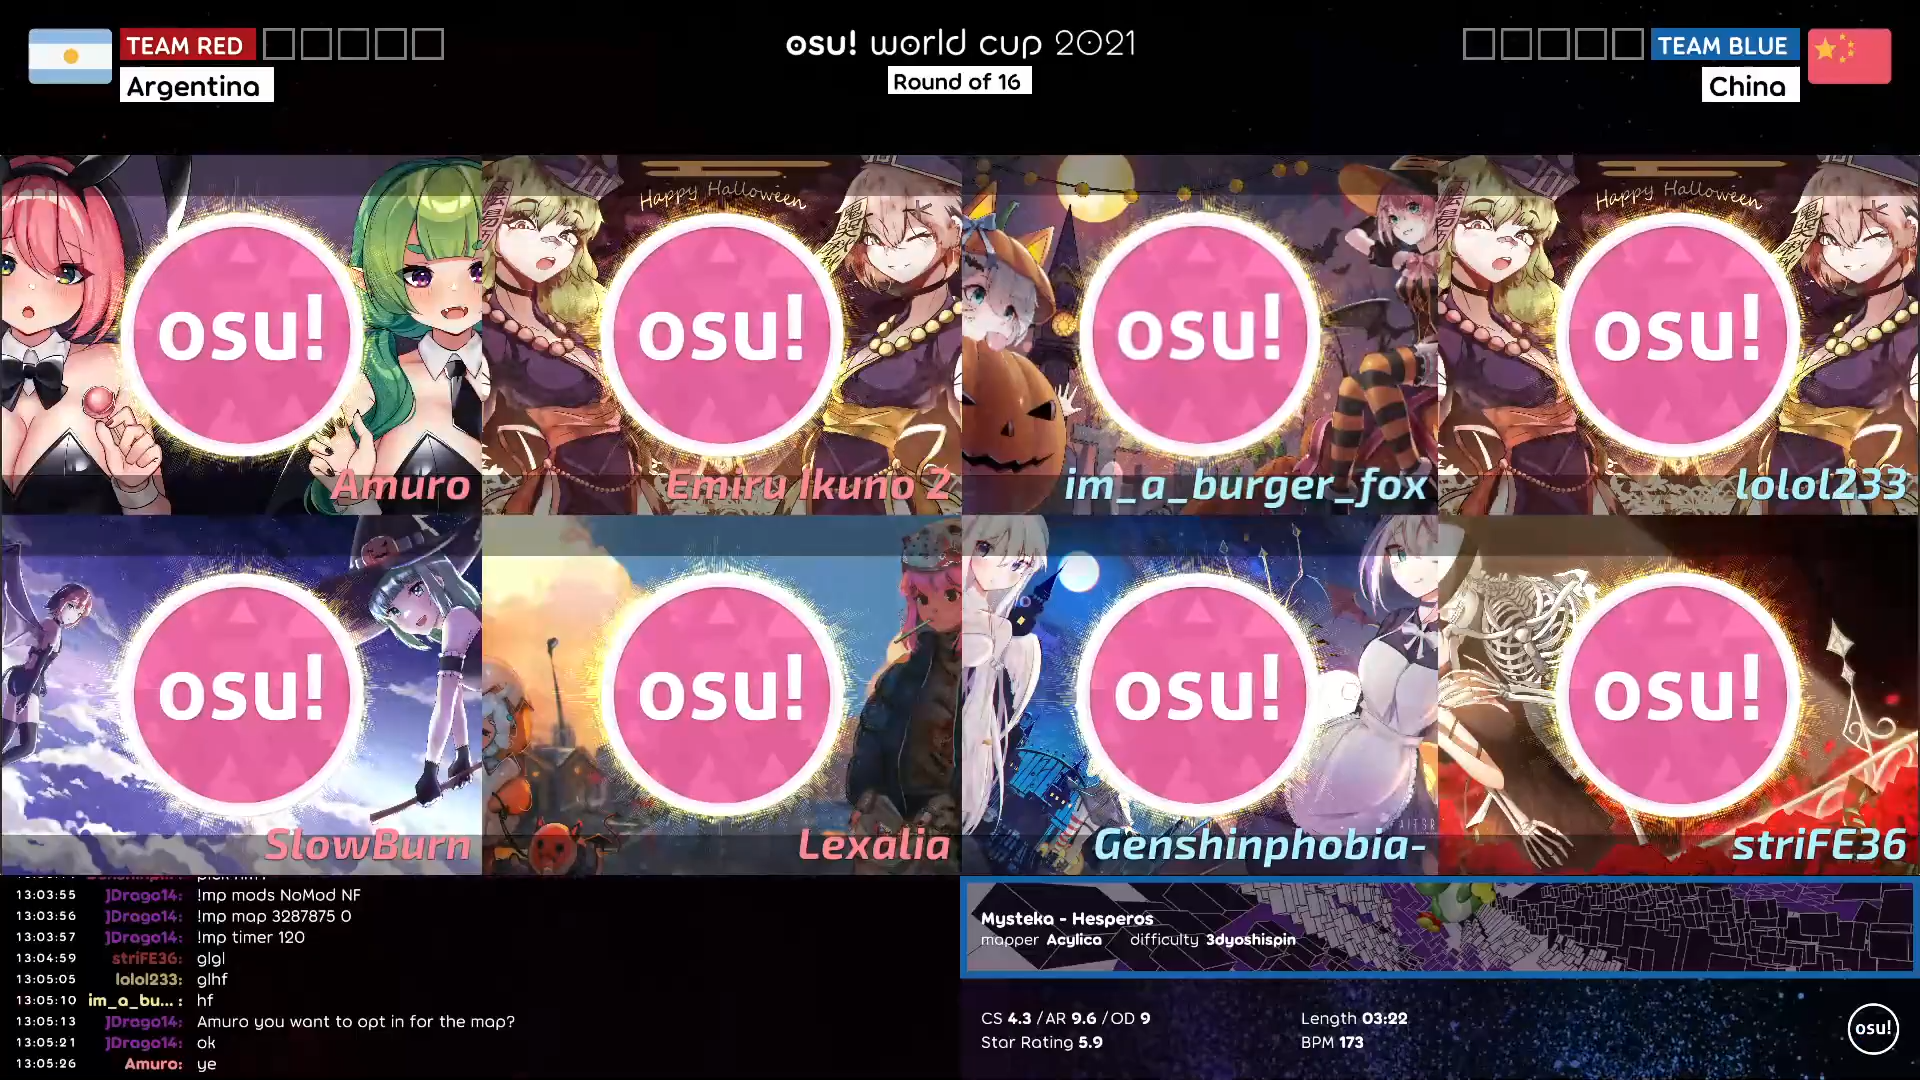 TEAM RED
Argentina
osu! world cup 2021
Round of 16
TEAM BLUE
China
Happy Halloween
Happy Halloween
osu!
osu!
osu!
osu!
Amuro
Emiru Ikuno 2
im_a_burger_fox
lolol233
osu!
osu!
osu!
osu!
SlowBurn
Lexalia
Genshinphobia-
striFE36
13:03:55 JDrago14: !mp mods NoMod NF
13:03:56 JDrago14: !mp map 3287875 0
13:03:57 JDrago14: !mp timer 120
13:04:59 striFE36: glgl
13:05:05 lolol233: glhf
13:05:10 im_a_bu...: hf
13:05:13 JDrago14: Amuro you want to opt in for the map?
13:05:21 JDrago14: ok
13:05:26 Amuro: ye
Mysteka - Hesperos
mapper Acylica difficulty 3dyoshispin
CS 4.3 / AR 9.6 / OD 9
Star Rating 5.9
Length 03:22
BPM 173
osu!